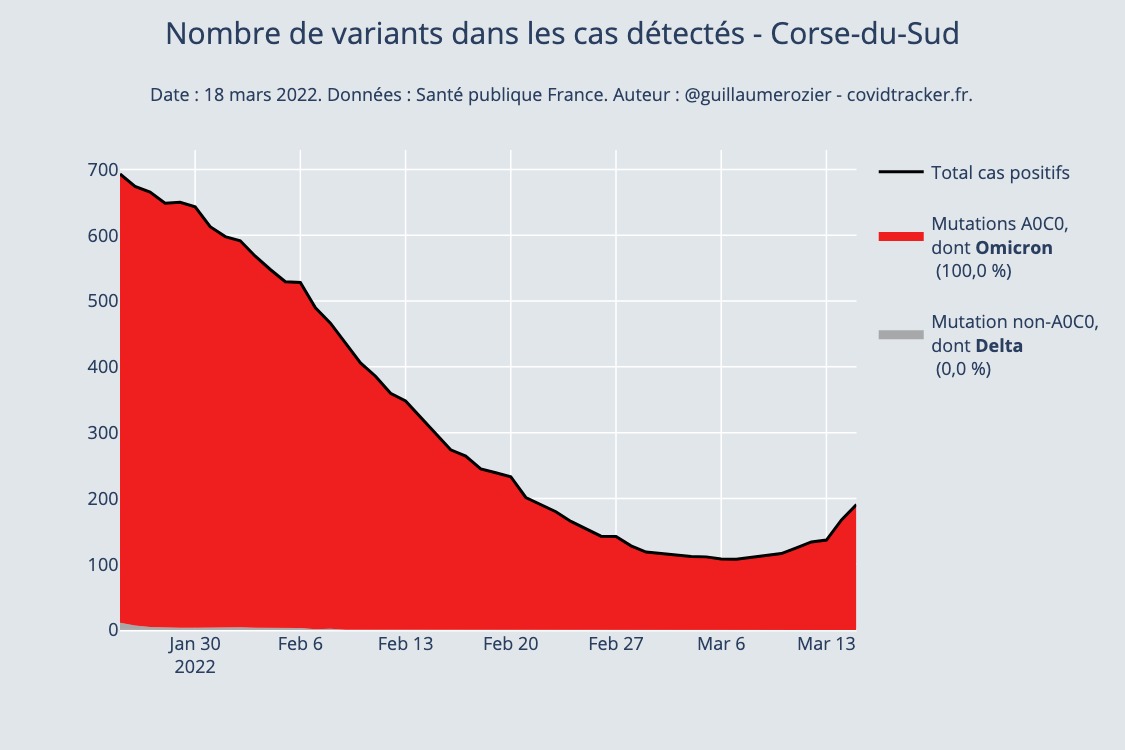 Nombre de variants dans les cas détectés - Corse-du-Sud
Date : 18 mars 2022. Données : Santé publique France. Auteur : @guillaumerozier - covidtracker.fr.
700
600
500
400
300
200
100
0
Jan 30
2022
Feb 6
Feb 13
Feb 20
Feb 27
Mar 6
Mar 13
Total cas positifs
Mutations A0C0,
dont Omicron
(100,0 %)
Mutation non-A0C0,
dont Delta
(0,0 %)